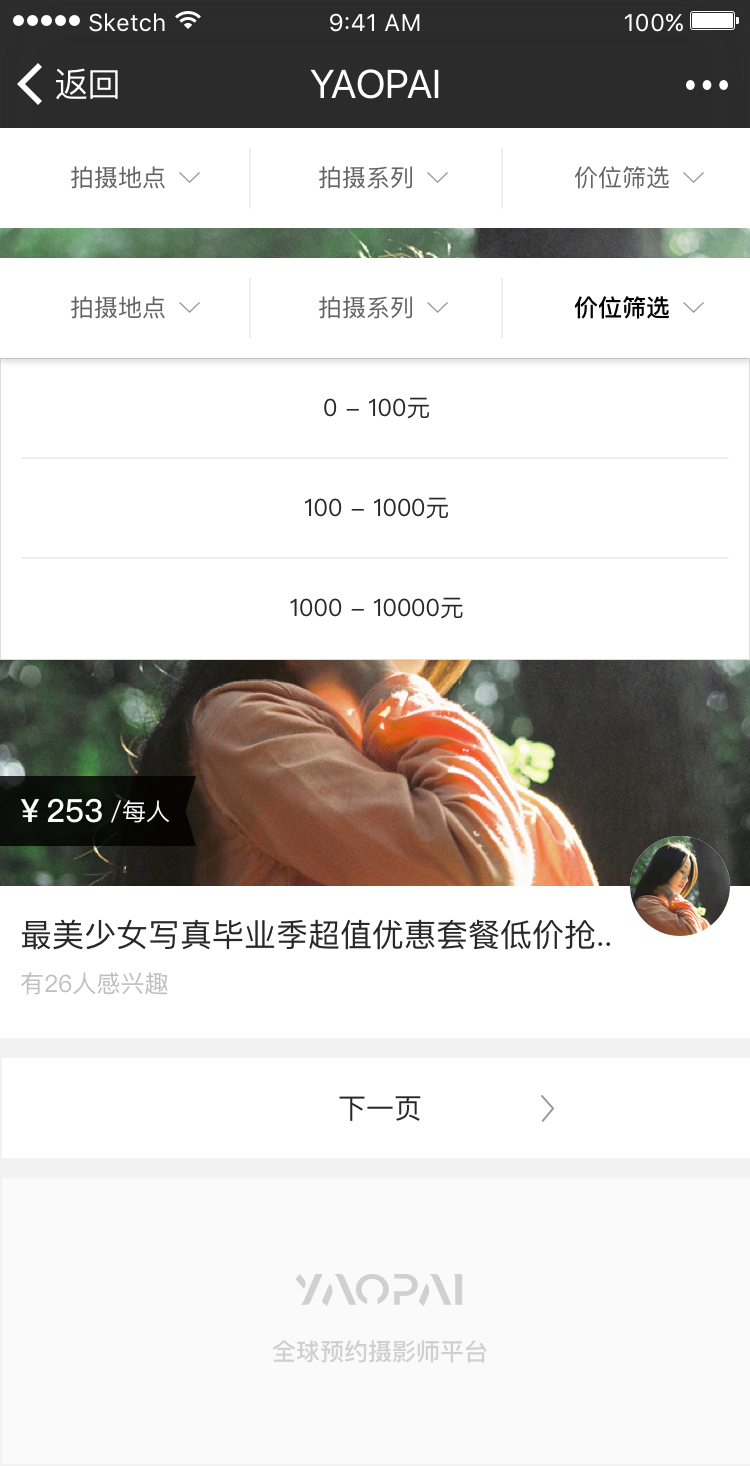 Sketch 9:41 AM 100%
返回 YAOPAI
拍摄地点 拍摄系列 价位筛选
拍摄地点 拍摄系列 价位筛选
0 – 100元
100 – 1000元
1000 – 10000元
¥ 253 /每人
最美少女写真毕业季超值优惠套餐低价抢..
有26人感兴趣
下一页
YAOPAI
全球预约摄影师平台